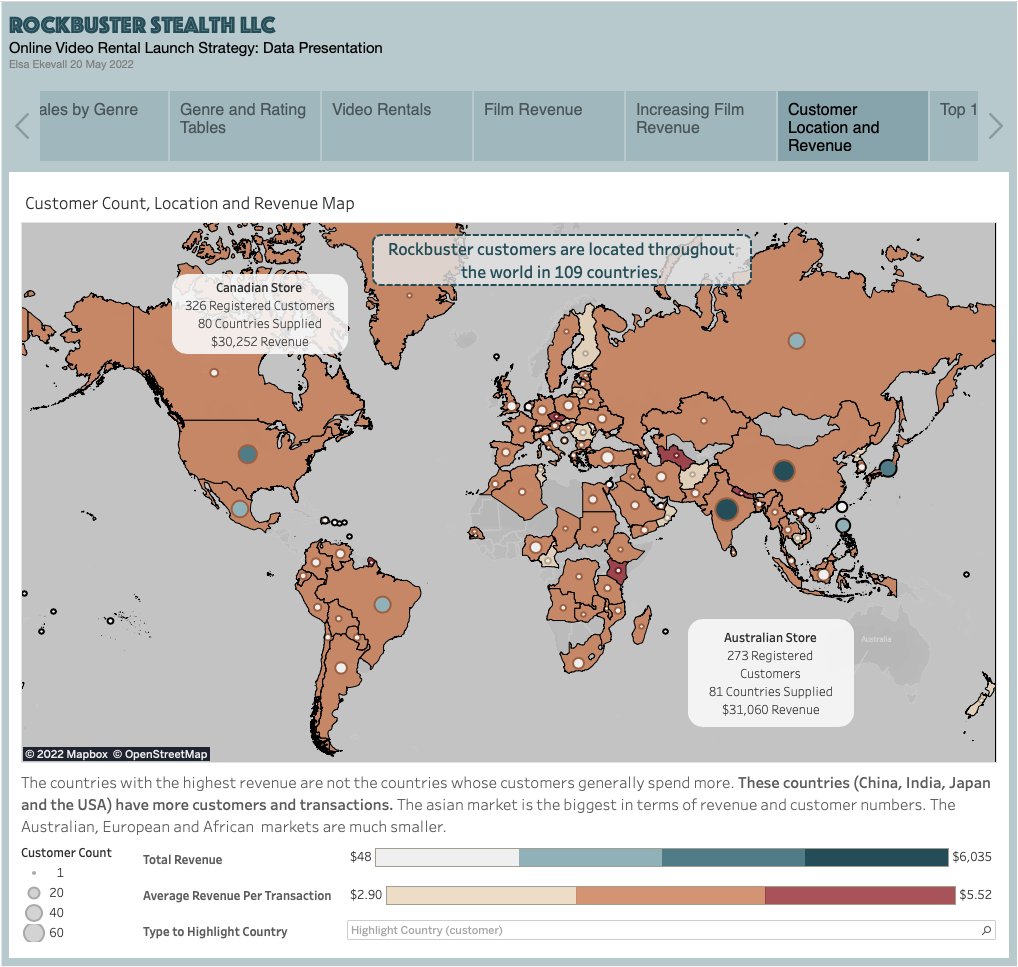 ROCKBUSTER STEALTH LLC
Online Video Rental Launch Strategy: Data Presentation
Elsa Ekevall 20 May 2022
ales by Genre
Genre and Rating
Tables
Video Rentals
Film Revenue
Increasing Film
Revenue
Customer
Location and
Revenue
Top 1
Customer Count, Location and Revenue Map
Rockbuster customers are located throughout
the world in 109 countries.
Canadian Store
326 Registered Customers
80 Countries Supplied
$30,252 Revenue
Australian Store
273 Registered
Customers
81 Countries Supplied
$31,060 Revenue
Australia
© 2022 Mapbox © OpenStreetMap
The countries with the highest revenue are not the countries whose customers generally spend more. These countries (China, India, Japan
and the USA) have more customers and transactions. The asian market is the biggest in terms of revenue and customer numbers. The
Australian, European and African markets are much smaller.
Customer Count
1
20
40
60
Total Revenue
$48
$6,035
Average Revenue Per Transaction
$2.90
$5.52
Type to Highlight Country
Highlight Country (customer)